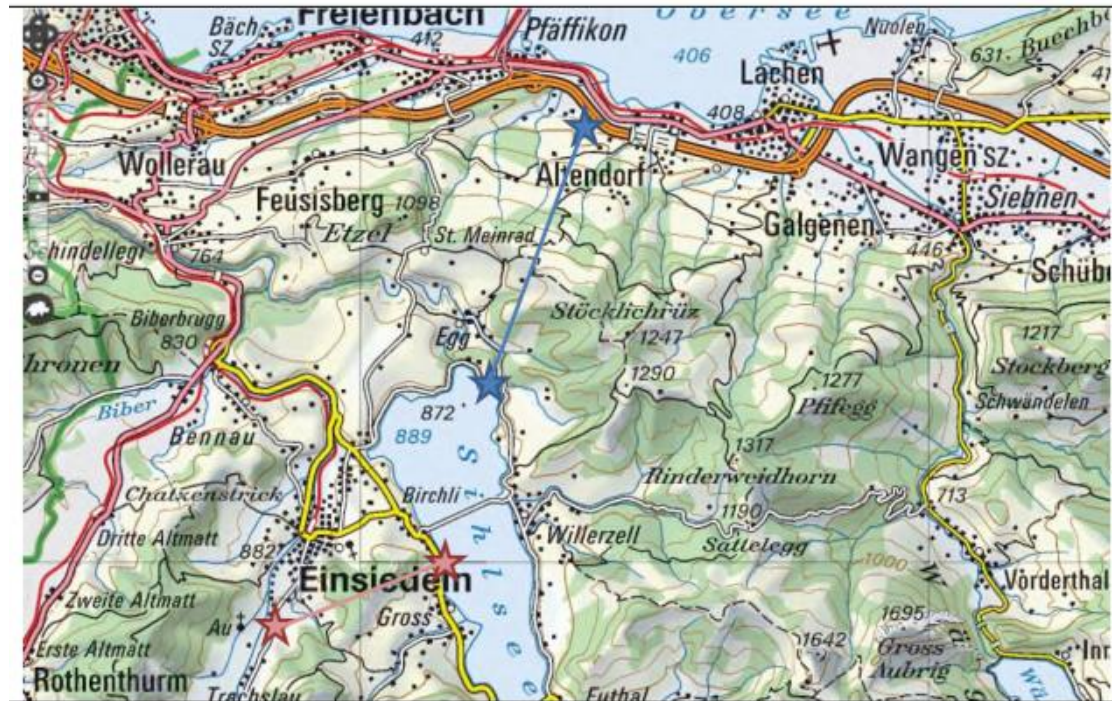 Freienbach
Obersee
Bäch
SZ
412
Pfäffikon
Nuolen
406
631
Lachen
408
Wollerau
Altendorf
Wangen SZ
Feusisberg
1098
Etzel
Siebnen
Galgenen
St. Meinrad
446
Schindellegi
764
Biberbrugg
830
Stöcklichrüz
Egg
1247
1217
Stockberg
1290
1277
Schwändelen
Biber
872
Pfifegg
889
Bennau
Sihlsee
1317
Rinderweidhorn
Chatzenstrick
Birchli
713
1190
Dritte Altmatt
Willerzell
Sattelegg
882
Einsiedeln
1000
Vorderthal
Zweite Altmatt
Au
Gross
1695
Erste Altmatt
1642
Gross
Aubrig
Rothenthurm
Trachslau
Euthal